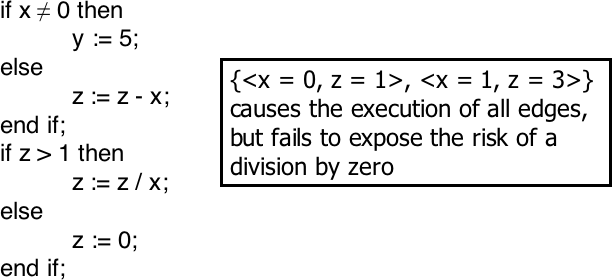 if x ≠ 0 then
y := 5;
else
z := z - x;
end if;
if z > 1 then
z := z / x;
else
z := 0;
end if;
{<x = 0, z = 1>, <x = 1, z = 3>}
causes the execution of all edges,
but fails to expose the risk of a
division by zero